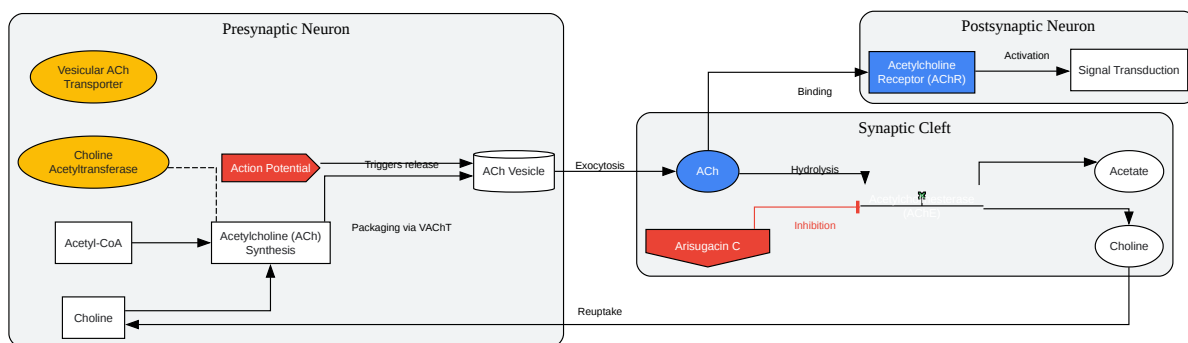 Presynaptic Neuron
Postsynaptic Neuron
Vesicular ACh
Transporter
Acetylcholine
Receptor (AChR)
Activation
Signal Transduction
Binding
Synaptic Cleft
Choline
Acetyltransferase
Action Potential
Triggers release
ACh Vesicle
Exocytosis
ACh
Hydrolysis
Acetate
Acetylcholinesterase
(AChE)
Packaging via VAChT
Inhibition
Acetyl-CoA
Acetylcholine (ACh)
Synthesis
Arisugacin C
Choline
Choline
Reuptake